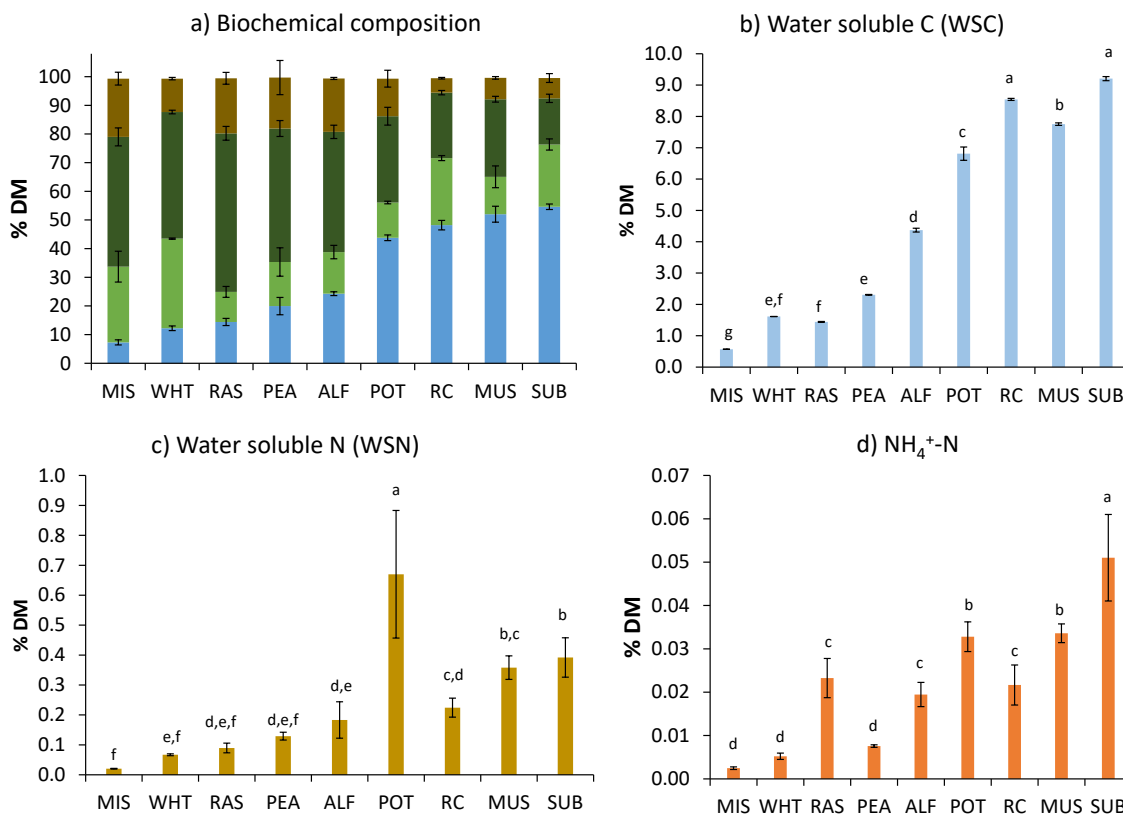 a) Biochemical composition
% DM
100
90
80
70
60
50
40
30
20
10
0
MIS WHT RAS PEA ALF POT RC MUS SUB
b) Water soluble C (WSC)
% DM
10.0
9.0
8.0
7.0
6.0
5.0
4.0
3.0
2.0
1.0
0.0
g e,f f e d c a b a
MIS WHT RAS PEA ALF POT RC MUS SUB
c) Water soluble N (WSN)
% DM
1.0
0.9
0.8
0.7
0.6
0.5
0.4
0.3
0.2
0.1
0.0
f e,f d,e,f d,e,f d,e a c,d b,c b
MIS WHT RAS PEA ALF POT RC MUS SUB
d) NH₄⁺-N
% DM
0.07
0.06
0.05
0.04
0.03
0.02
0.01
0.00
d d c d c b c b a
MIS WHT RAS PEA ALF POT RC MUS SUB